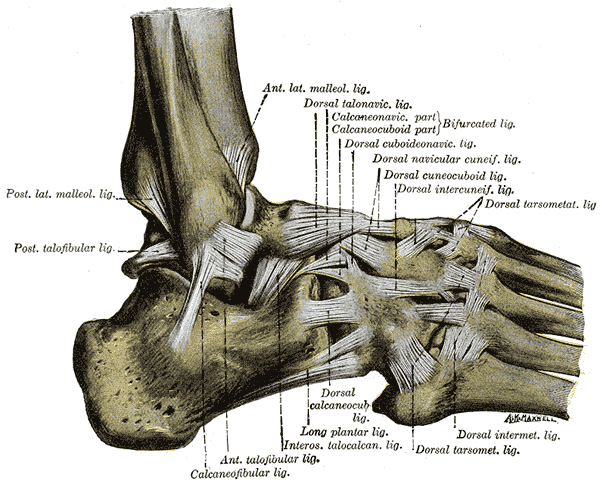 Ant. lat. malleol. lig.
Dorsal talonavic. lig.
Calcaneonavic. part
Calcaneocuboid part
Bifurcated lig.
Dorsal cuboideonavic. lig.
Dorsal navicular cuneif. lig.
Dorsal cuneocuboid lig.
Dorsal intercuneif. lig.
Dorsal tarsometat. lig.
Post. lat. malleol. lig.
Post. talofibular lig.
Dorsal
calcaneocub
lig.
Long plantar lig.
Interos. talocalcan. lig.
Ant. talofibular lig.
Calcaneofibular lig.
Dorsal intermet. lig.
Dorsal tarsomet. lig.
A.K. MAXWELL